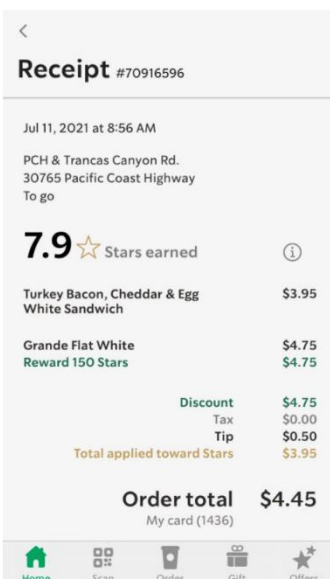 Receipt #70916596
Jul 11, 2021 at 8:56 AM
PCH & Trancas Canyon Rd.
30765 Pacific Coast Highway
To go
7.9 Stars earned
Turkey Bacon, Cheddar & Egg $3.95
White Sandwich
Grande Flat White $4.75
Reward 150 Stars $4.75
Discount $4.75
Tax $0.00
Tip $0.50
Total applied toward Stars $3.95
Order total $4.45
My card (1436)
Home Scan Order Gift Offers